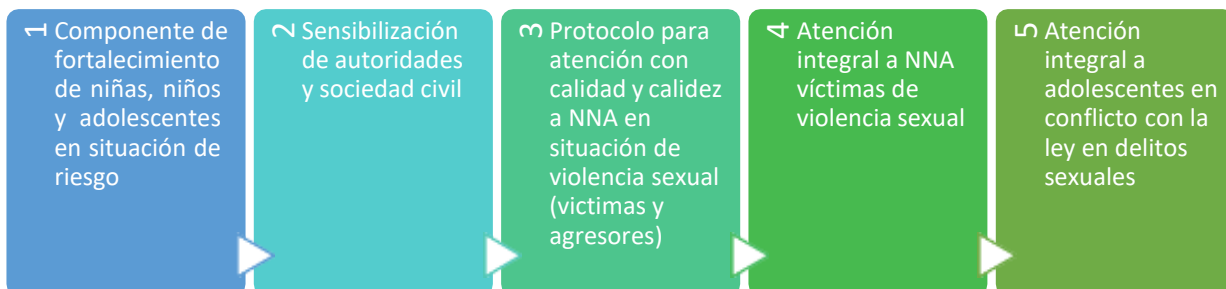 1
Componente de
fortalecimiento
de niñas, niños
y adolescentes
en situación de
riesgo
2
Sensibilización
de autoridades
y sociedad civil
3
Protocolo para
atención con
calidad y calidez
a NNA en
situación de
violencia sexual
(victimas y
agresores)
4
Atención
integral a NNA
víctimas de
violencia sexual
5
Atención
integral a
adolescentes en
conflicto con la
ley en delitos
sexuales